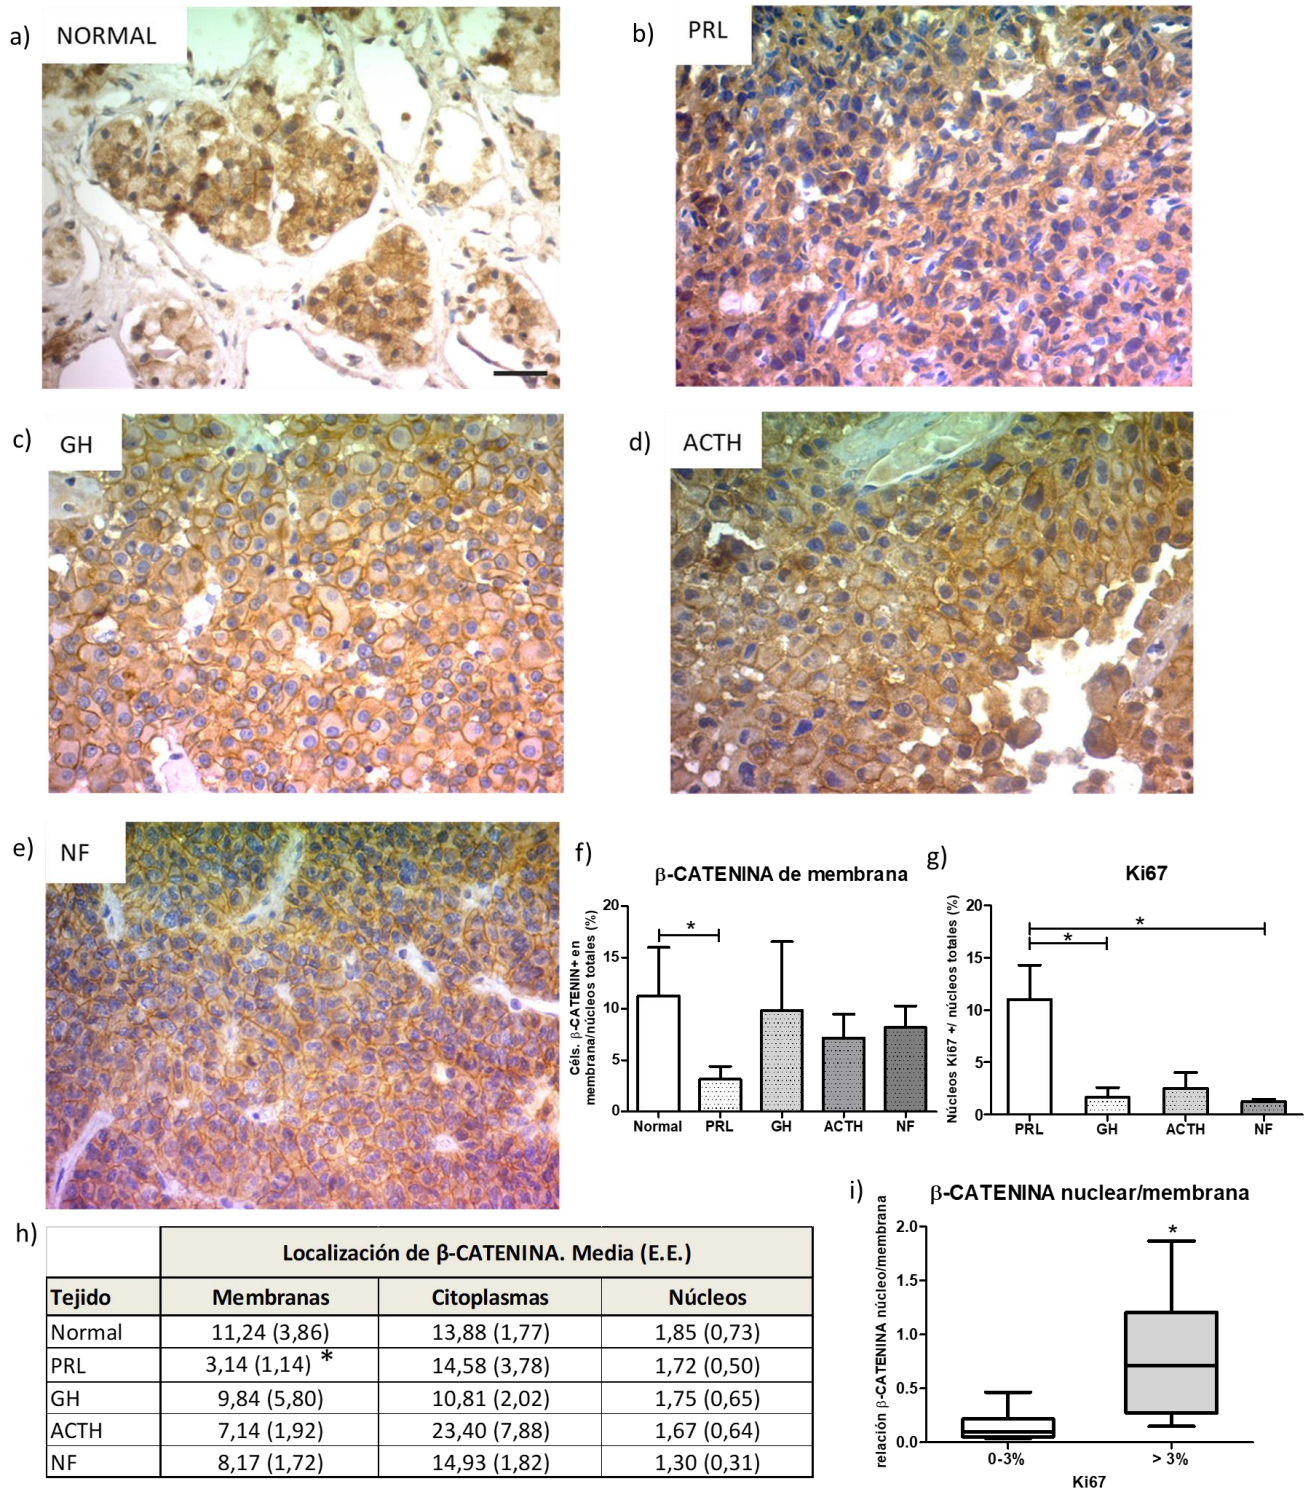 a) NORMAL
b) PRL
c) GH
d) ACTH
e) NF
f)
β-CATENINA de membrana
Céls. β-CATENIN+ en
membrana/núcleos totales (%)
20
15
10
5
0
*
Normal PRL GH ACTH NF
g)
Ki67
Núcleos Ki67 +/ núcleos totales (%)
20
15
10
5
0
*
*
PRL GH ACTH NF
h)
Localización de β-CATENINA. Media (E.E.)
Tejido Membranas Citoplasmas Núcleos
Normal 11,24 (3,86) 13,88 (1,77) 1,85 (0,73)
PRL 3,14 (1,14) * 14,58 (3,78) 1,72 (0,50)
GH 9,84 (5,80) 10,81 (2,02) 1,75 (0,65)
ACTH 7,14 (1,92) 23,40 (7,88) 1,67 (0,64)
NF 8,17 (1,72) 14,93 (1,82) 1,30 (0,31)
i)
β-CATENINA nuclear/membrana
relación β-CATENINA núcleo/membrana
2.0
1.5
1.0
0.5
0.0
*
0-3% > 3%
Ki67